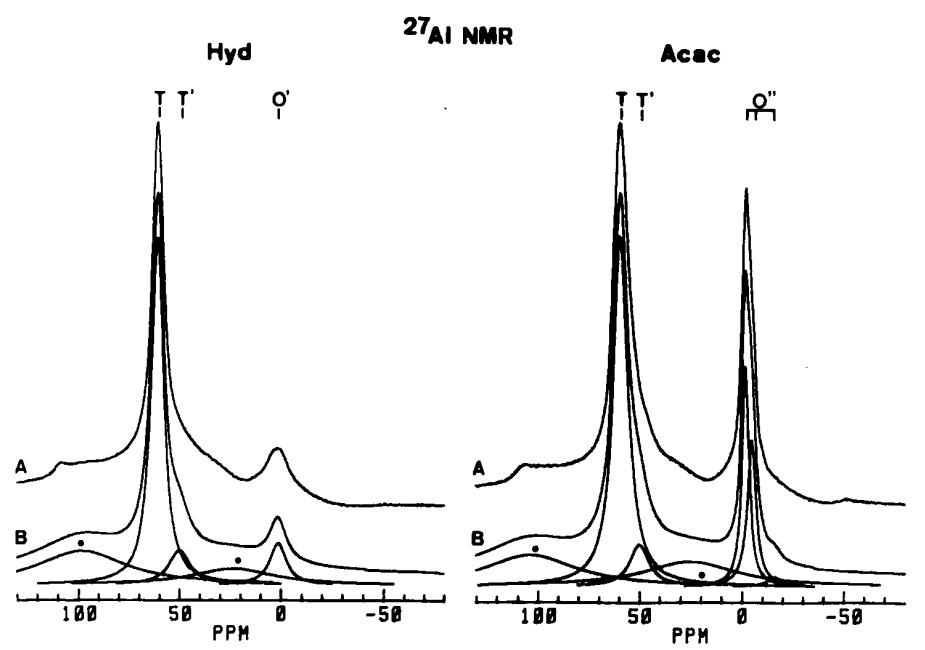 27Al NMR
Hyd
Acac
T T' O'
T T' O"
A
A
B
B
100 50 0 -50
100 50 0 -50
PPM
PPM